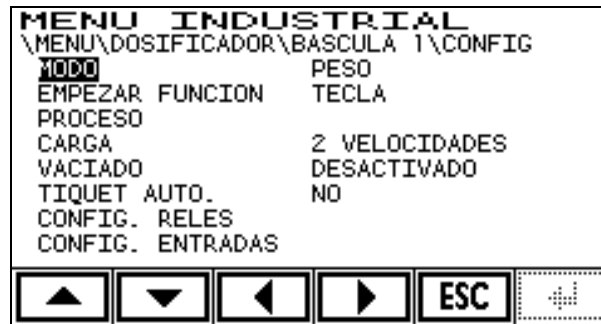 MENU INDUSTRIAL
\MENU\DOSIFICADOR\BASCULA 1\CONFIG
MODO PESO
EMPEZAR FUNCION TECLA
PROCESO
CARGA 2 VELOCIDADES
VACIADO DESACTIVADO
TIQUET AUTO. NO
CONFIG. RELES
CONFIG. ENTRADAS
ESC